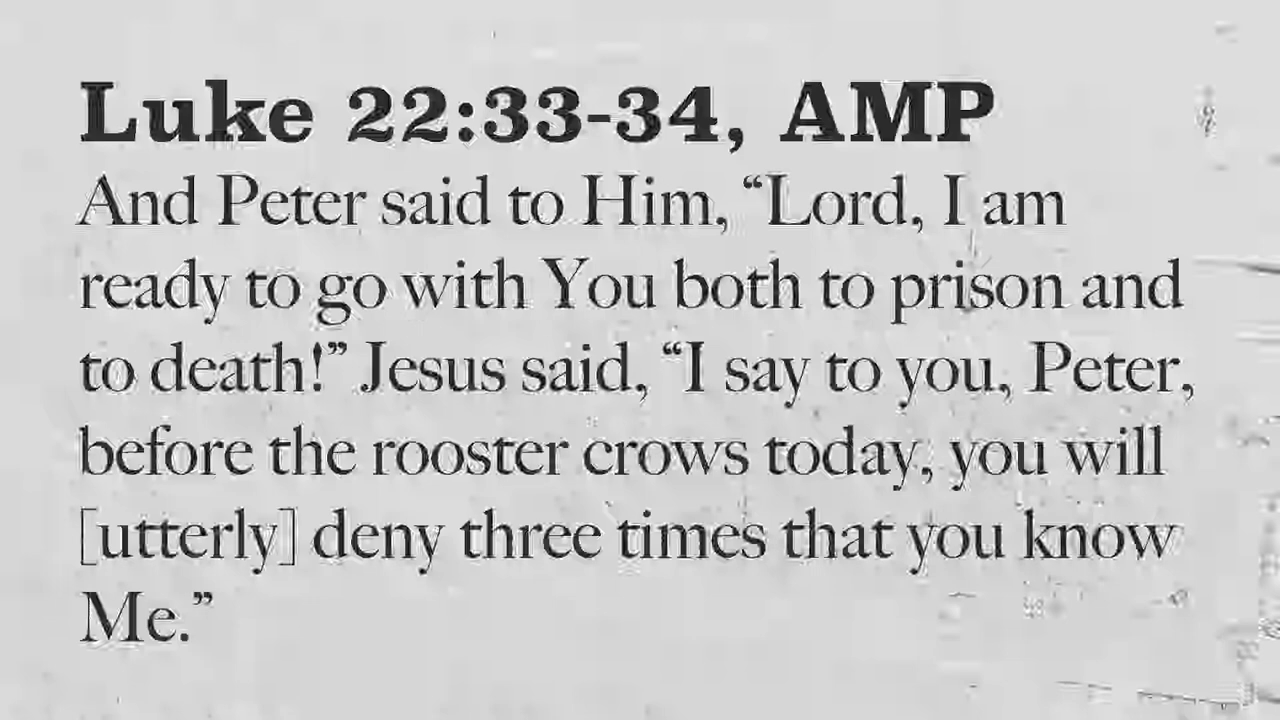 Luke 22:33-34, AMP
And Peter said to Him, “Lord, I am
ready to go with You both to prison and
to death!” Jesus said, “I say to you, Peter,
before the rooster crows today, you will
[utterly] deny three times that you know
Me.”